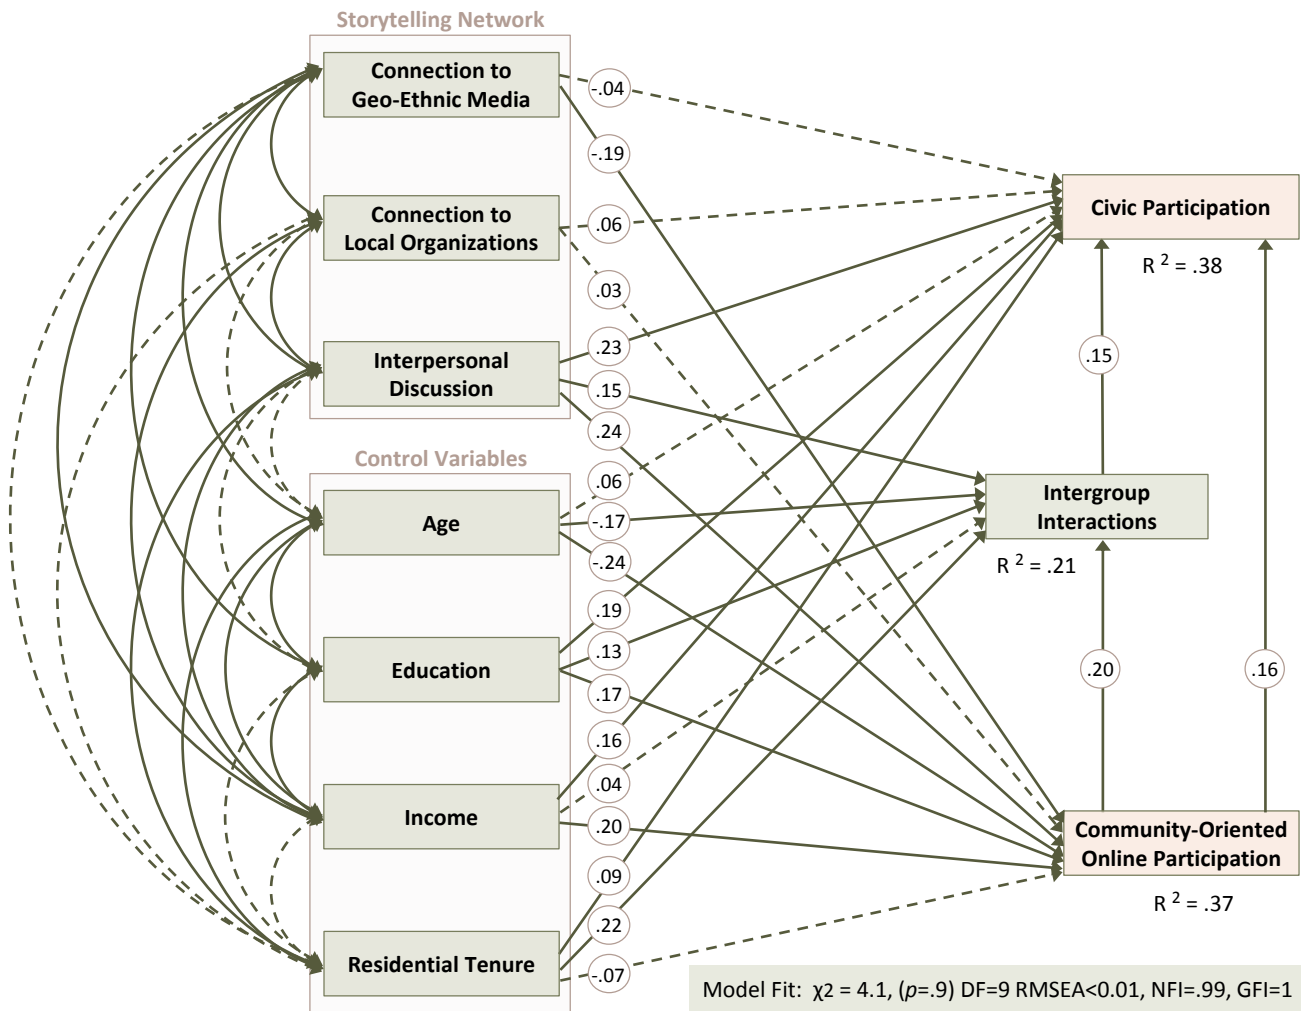 Storytelling Network
Connection to
Geo-Ethnic Media
Connection to
Local Organizations
Interpersonal
Discussion
Control Variables
Age
Education
Income
Residential Tenure
-.04
-.19
.06
.03
.23
.15
.24
.06
-.17
-.24
.19
.13
.17
.16
.04
.20
.09
.22
-.07
Civic Participation
R ² = .38
.15
Intergroup
Interactions
R ² = .21
.20
.16
Community-Oriented
Online Participation
R ² = .37
Model Fit: χ2 = 4.1, (p=.9) DF=9 RMSEA<0.01, NFI=.99, GFI=1